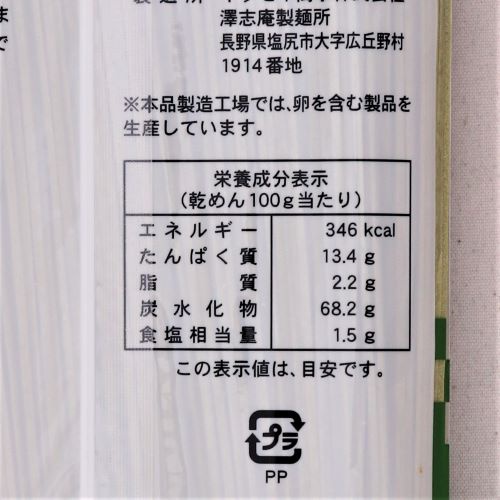 製造所
澤志庵製麺所
長野県塩尻市大字広丘野村
1914番地
※本品製造工場では、卵を含む製品を
生産しています。
栄養成分表示
(乾めん100g当たり)
エネルギー 346 kcal
たんぱく質 13.4 g
脂質 2.2 g
炭水化物 68.2 g
食塩相当量 1.5 g
この表示値は、目安です。
プラ
PP